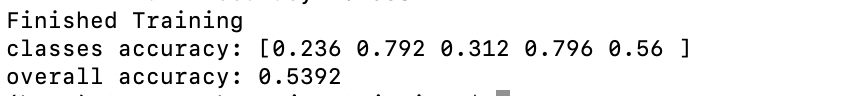 Finished Training
classes accuracy: [0.236 0.792 0.312 0.796 0.56 ]
overall accuracy: 0.5392